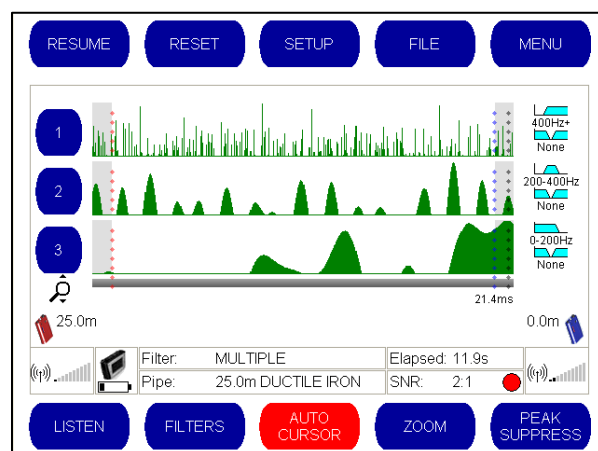 RESUME RESET SETUP FILE MENU
1
400Hz+
None
2
200-400Hz
None
3
0-200Hz
None
21.4ms
25.0m 0.0m
Filter: MULTIPLE Elapsed: 11.9s
Pipe: 25.0m DUCTILE IRON SNR: 2:1
LISTEN FILTERS AUTO CURSOR ZOOM PEAK SUPPRESS